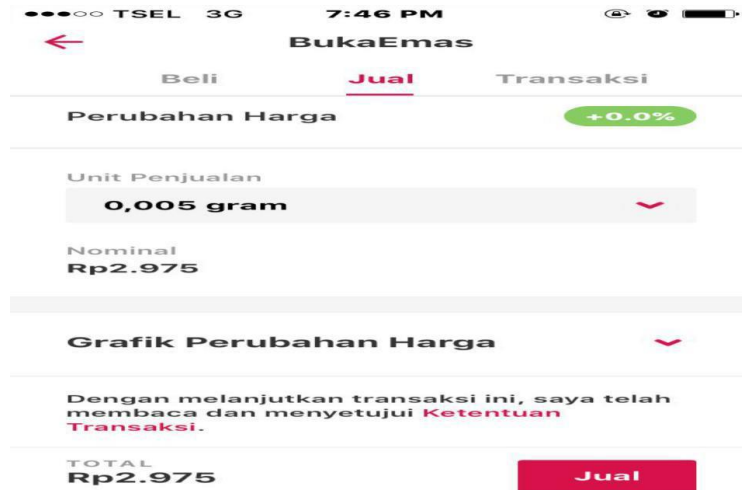 TSEL 3G 7:46 PM
BukaEmas
Beli Jual Transaksi
Perubahan Harga +0.0%
Unit Penjualan
0,005 gram
Nominal
Rp2.975
Grafik Perubahan Harga
Dengan melanjutkan transaksi ini, saya telah
membaca dan menyetujui Ketentuan
Transaksi.
TOTAL
Rp2.975 Jual